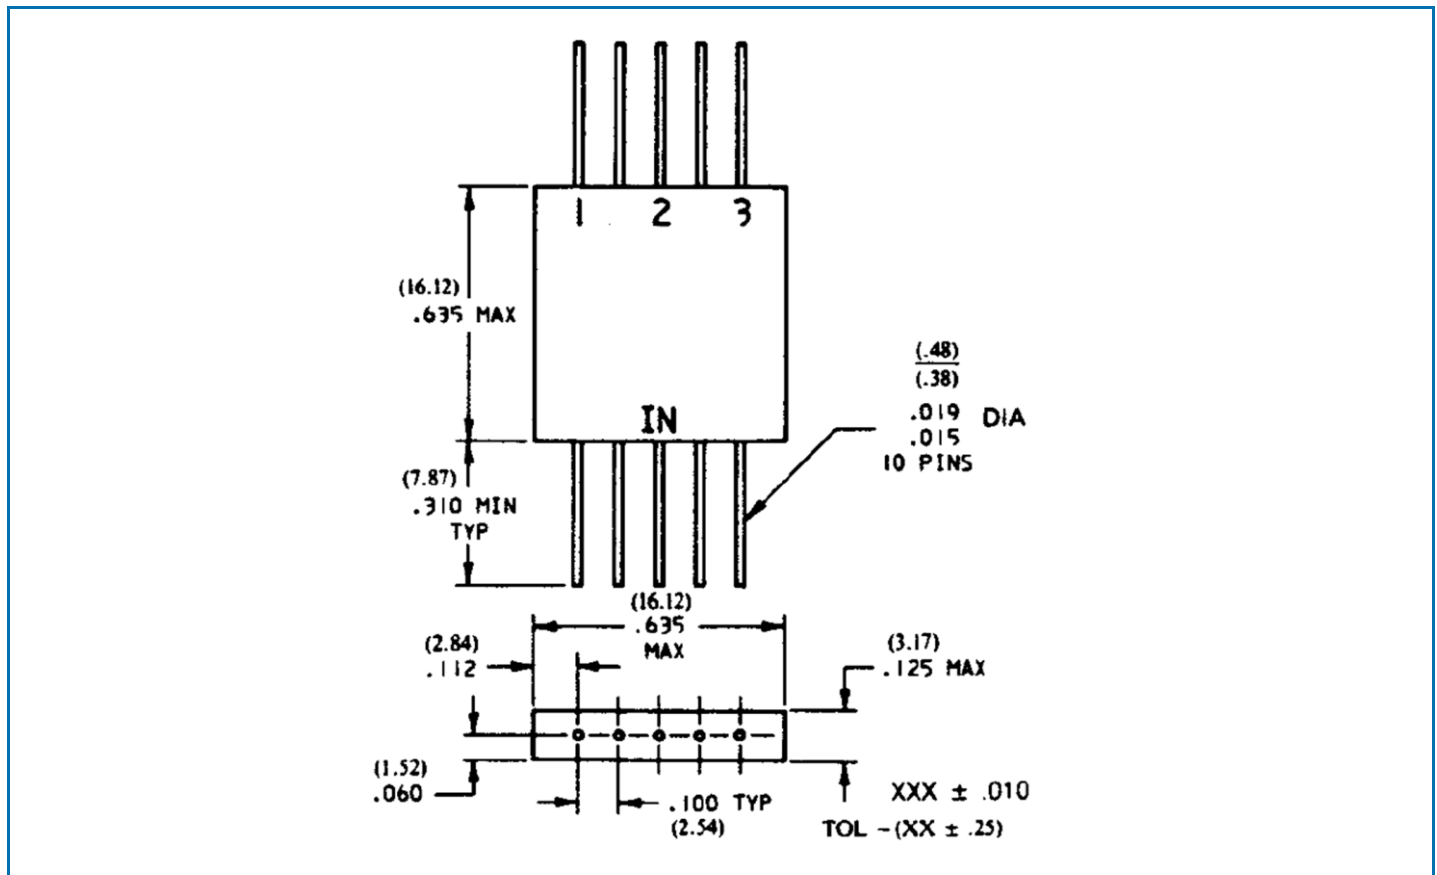 1 2 3
(16.12)
.635 MAX
(.48)
(.38)
.019 DIA
.015
10 PINS
IN
(7.87)
.310 MIN
TYP
(16.12)
.635
MAX
(2.84)
.112
(3.17)
.125 MAX
(1.52)
.060
.100 TYP
(2.54)
XXX ± .010
TOL -(XX ± .25)